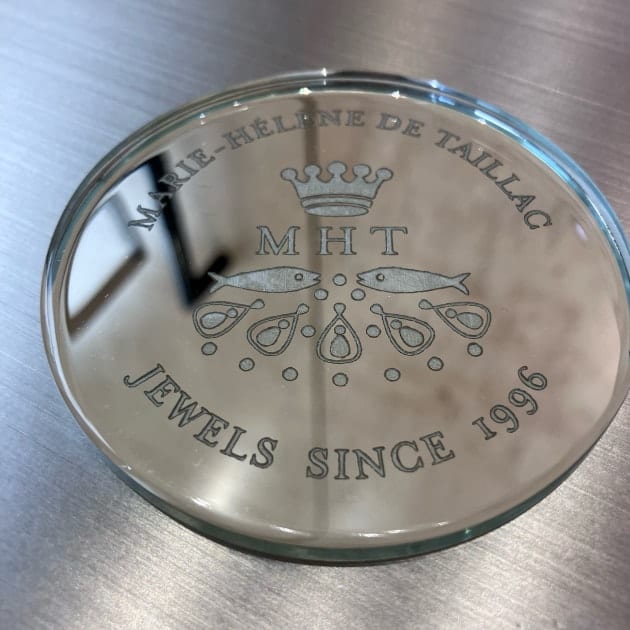 MARIE-HÉLÈNE DE TAILLAC
MHT
JEWELS SINCE 1996